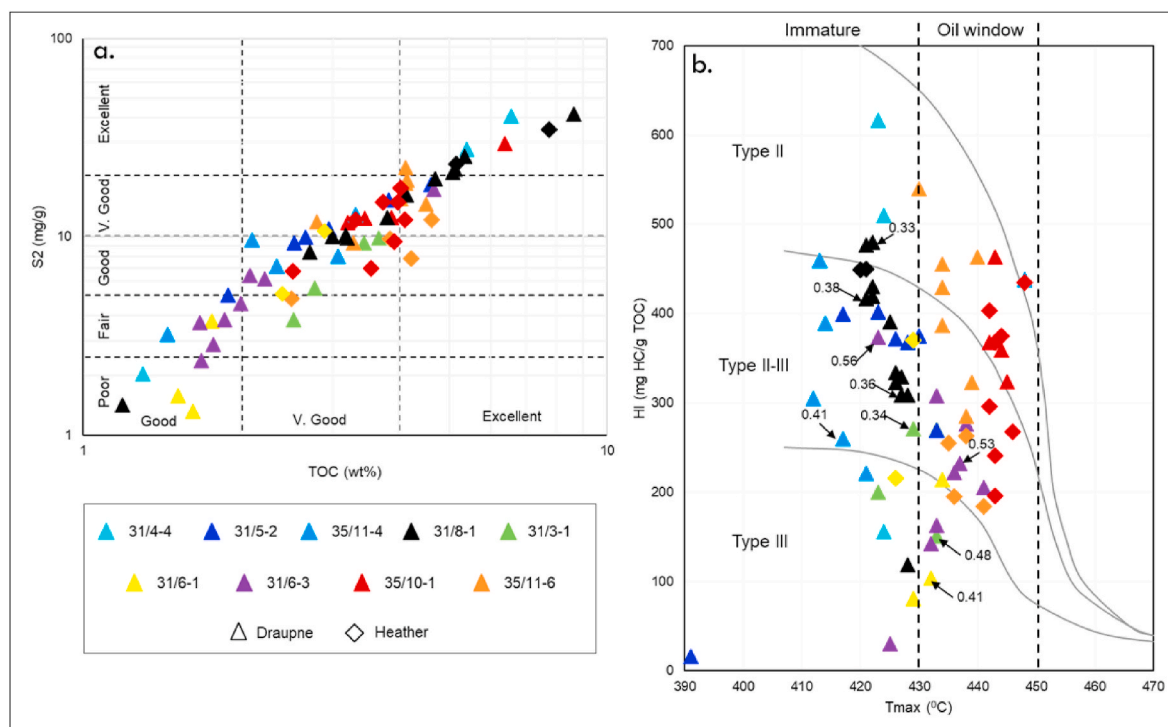 a.
S2 (mg/g)
100
10
1
Excellent
V. Good
Good
Fair
Poor
Good
V. Good
Excellent
1
10
TOC (wt%)
31/4-4
31/5-2
35/11-4
31/8-1
31/3-1
31/6-1
31/6-3
35/10-1
35/11-6
Draupne
Heather
Immature
Oil window
b.
HI (mg HC/g TOC)
700
600
500
400
300
200
100
0
Type II
Type II-III
Type III
0.33
0.38
0.56
0.36
0.34
0.41
0.53
0.48
0.41
390
400
410
420
430
440
450
460
470
Tmax (⁰C)